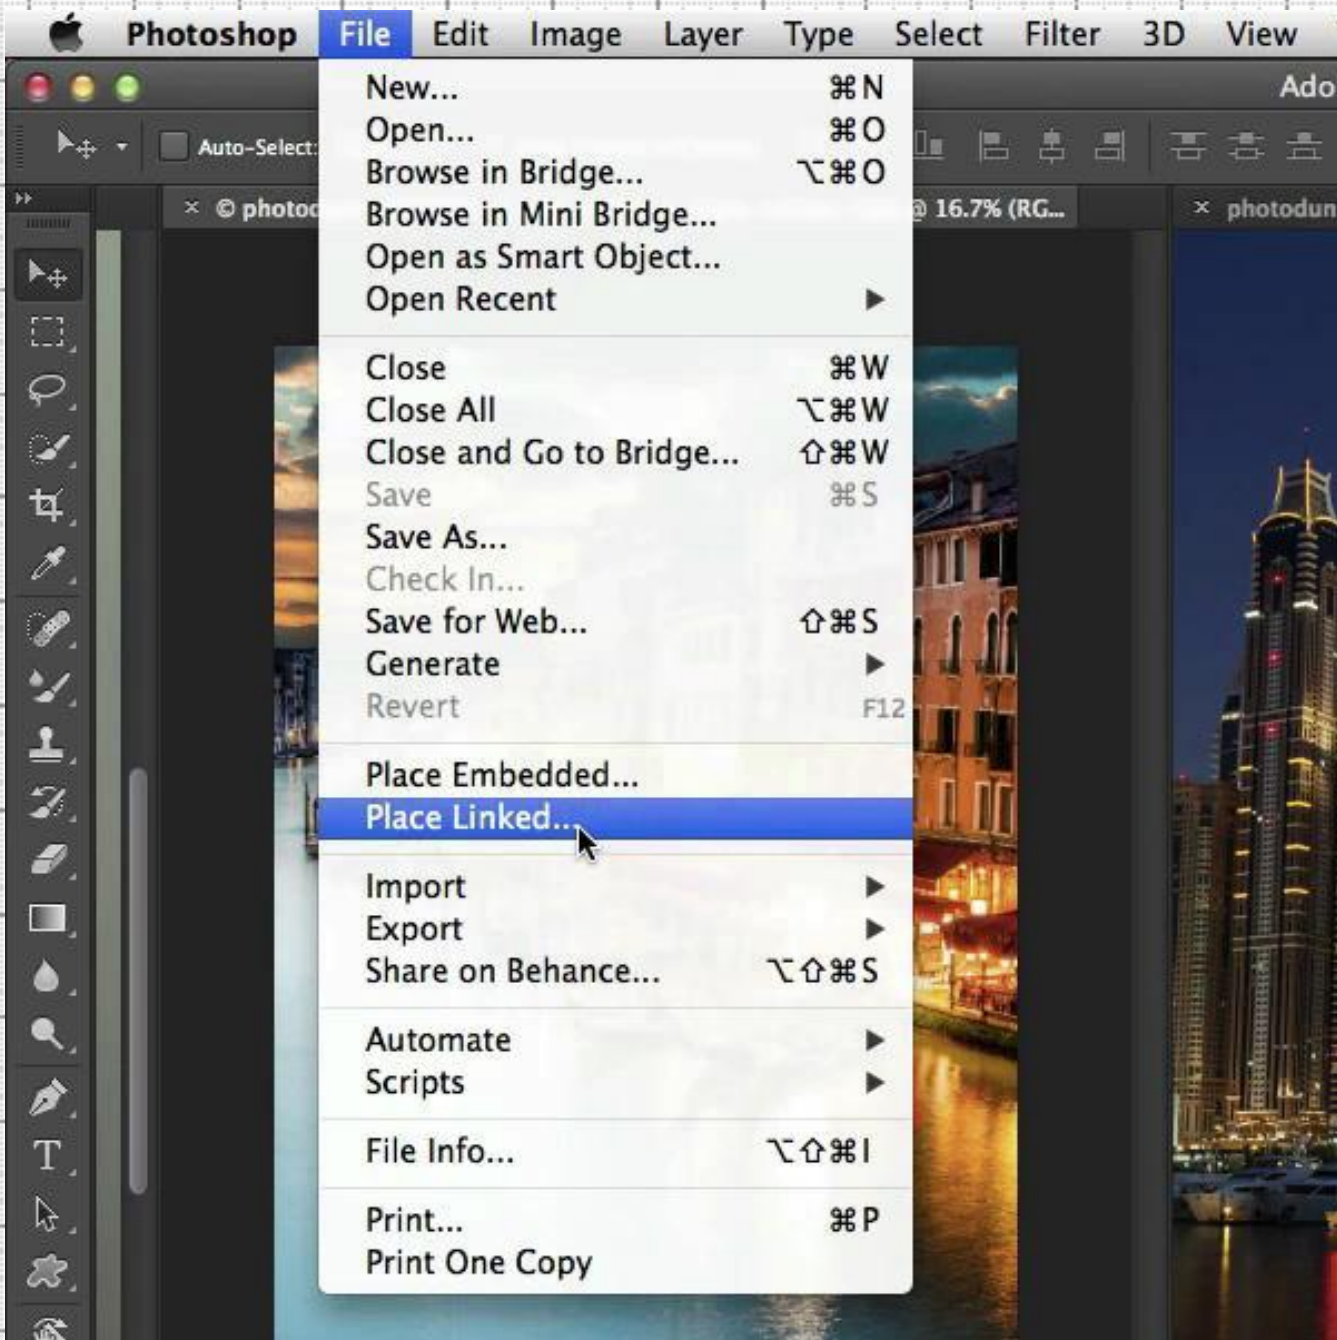 Photoshop File Edit Image Layer Type Select Filter 3D View
Ado
Auto-Select:
× © photod @ 16.7% (RG...
× photodun
New... ⌘N
Open... ⌘O
Browse in Bridge... ⌥⌘O
Browse in Mini Bridge...
Open as Smart Object...
Open Recent ▶
Close ⌘W
Close All ⌥⌘W
Close and Go to Bridge... ⇧⌘W
Save ⌘S
Save As...
Check In...
Save for Web... ⇧⌘S
Generate ▶
Revert F12
Place Embedded...
Place Linked...
Import ▶
Export ▶
Share on Behance... ⌥⇧⌘S
Automate ▶
Scripts ▶
File Info... ⌥⇧⌘I
Print... ⌘P
Print One Copy
T